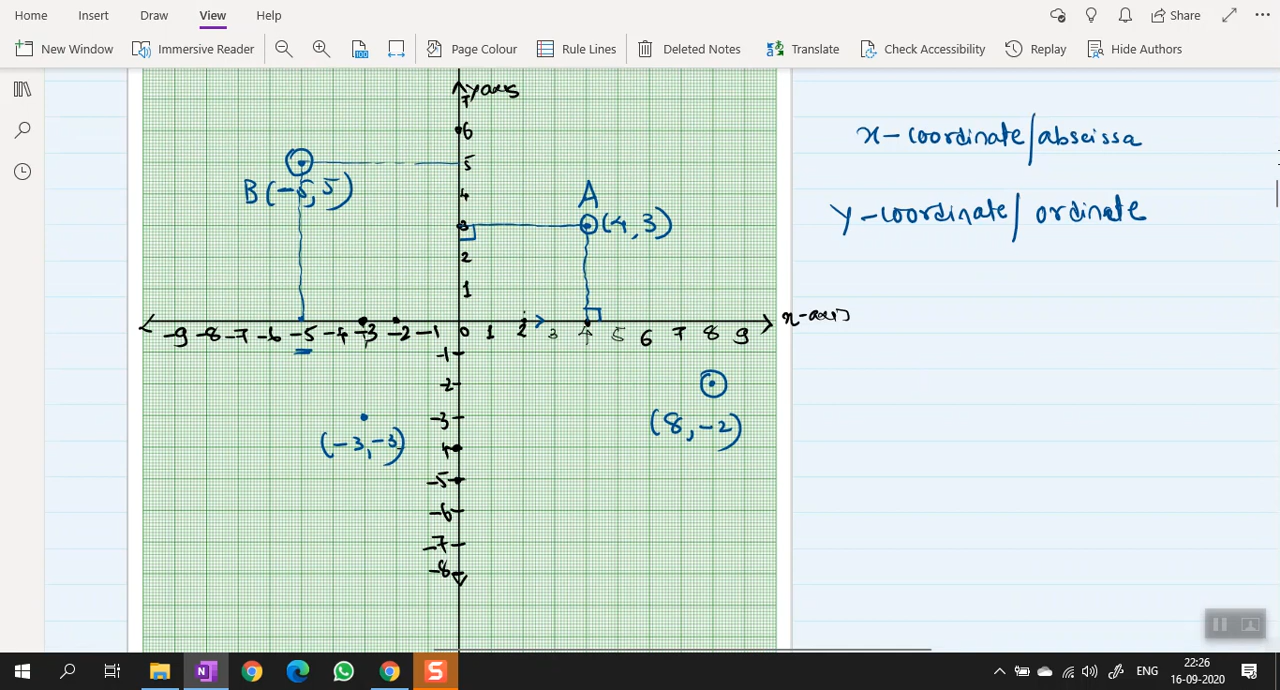 Home Insert Draw View Help Share
New Window Immersive Reader Page Colour Rule Lines Deleted Notes Translate Check Accessibility Replay Hide Authors
y axis
7
6
5
4
3
2
1
B(-5, 5)
A
(4, 3)
x-coordinate/abscissa
y-coordinate/ ordinate
-9 -8 -7 -6 -5 -4 -3 -2 -1 0 1 2 3 4 5 6 7 8 9 x-axis
-1
-2
-3
-5
-6
-7
-8
(-3, -3)
(8, -2)
ENG
22:26
16-09-2020